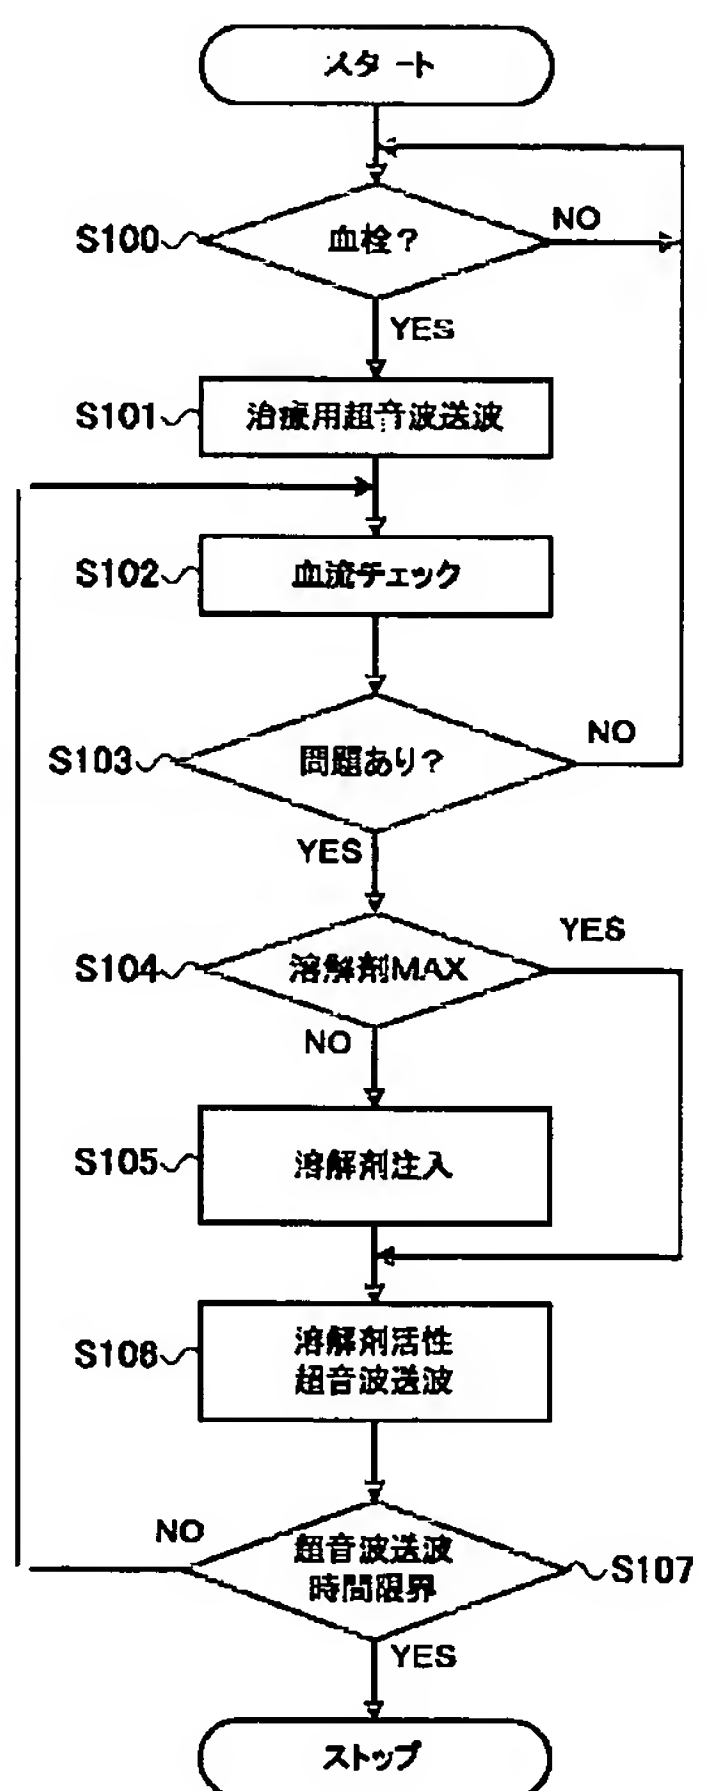 スタート
S100
血栓?
NO
YES
S101
治療用超音波送波
S102
血流チェック
S103
問題あり?
NO
YES
S104
溶解剤MAX
YES
NO
S105
溶解剤注入
S106
溶解剤活性
超音波送波
NO
超音波送波
時間限界
S107
YES
ストップ